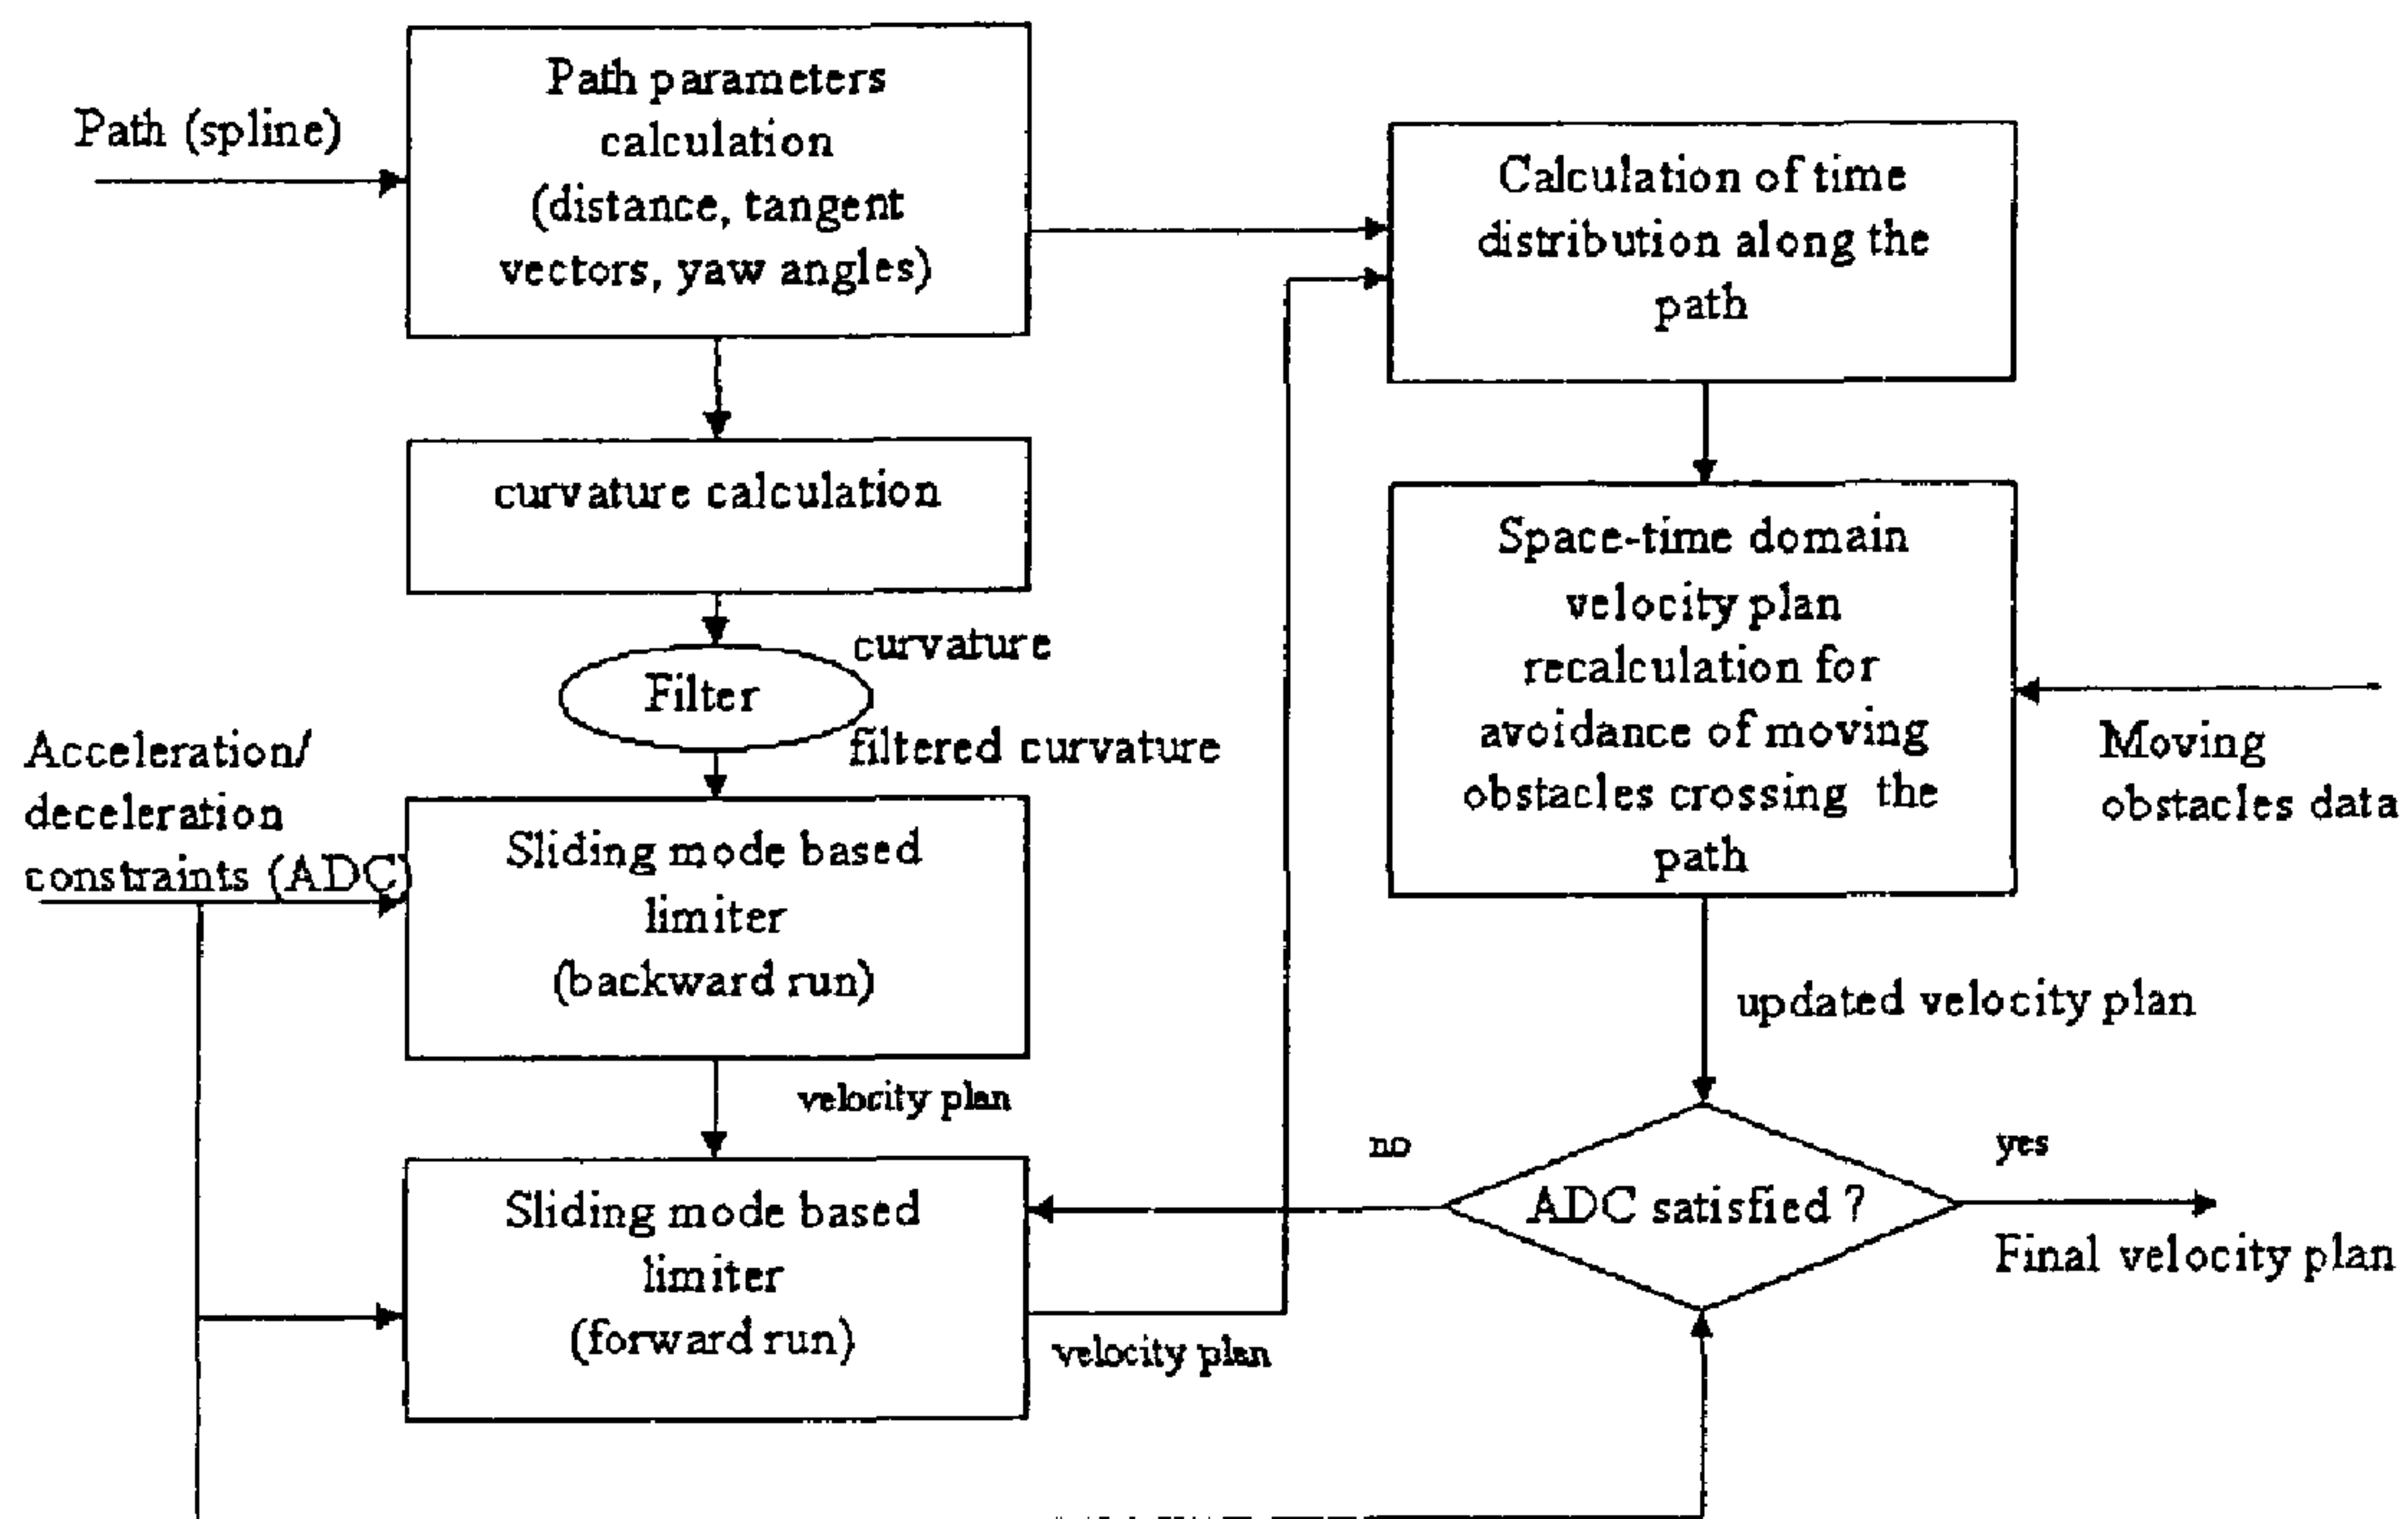 Path (spline)
Path parameters
calculation
(distance, tangent
vectors, yaw angles)
curvature calculation
curvature
Filter
filtered curvature
Acceleration/
deceleration
constraints (ADC)
Sliding mode based
limiter
(backward run)
velocity plan
Sliding mode based
limiter
(forward run)
velocity plan
Calculation of time
distribution along the
path
Space-time domain
velocity plan
recalculation for
avoidance of moving
obstacles crossing the
path
Moving
obstacles data
updated velocity plan
no
ADC satisfied ?
yes
Final velocity plan